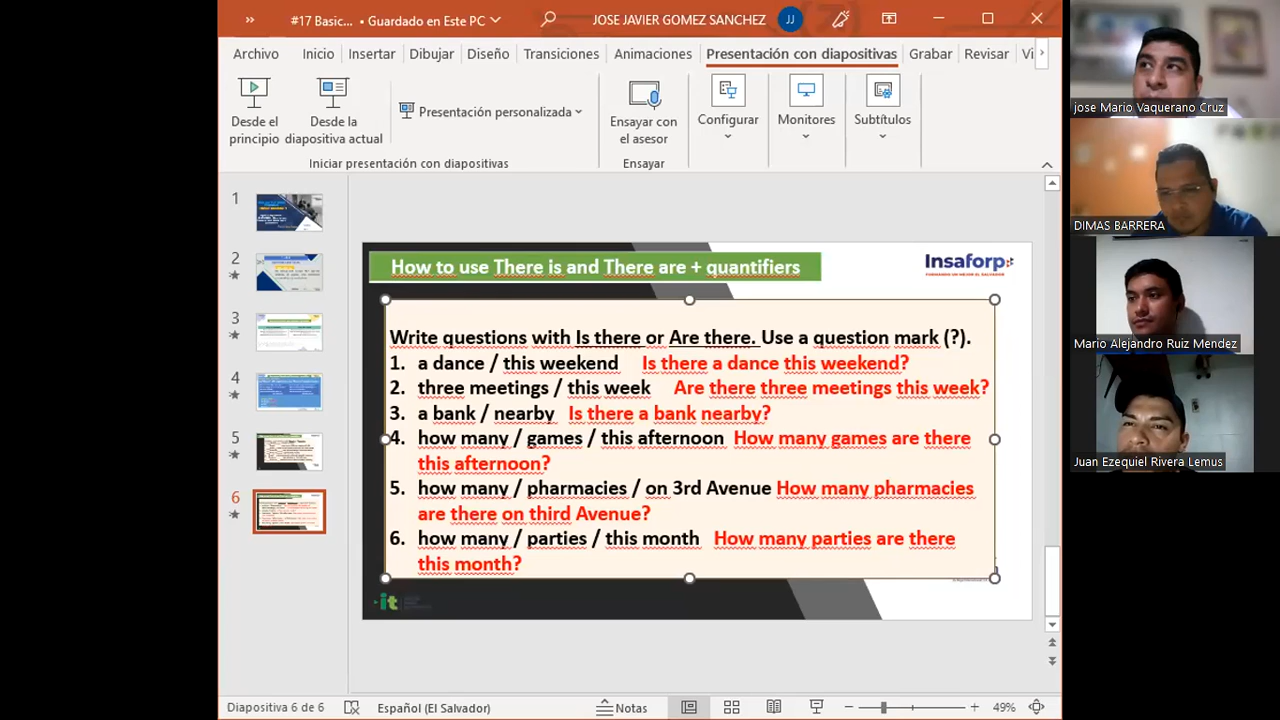 #17 Basic... • Guardado en Este PC
JOSE JAVIER GOMEZ SANCHEZ
JJ
Archivo Inicio Insertar Dibujar Diseño Transiciones Animaciones Presentación con diapositivas Grabar Revisar Vi
Desde el principio
Desde la diapositiva actual
Presentación personalizada
Iniciar presentación con diapositivas
Ensayar con el asesor
Ensayar
Configurar
Monitores
Subtítulos
1
2
3
4
5
6
How to use There is and There are + quantifiers
Insaforp
Write questions with Is there or Are there. Use a question mark (?).
1. a dance / this weekend Is there a dance this weekend?
2. three meetings / this week Are there three meetings this week?
3. a bank / nearby Is there a bank nearby?
4. how many / games / this afternoon How many games are there
this afternoon?
5. how many / pharmacies / on 3rd Avenue How many pharmacies
are there on third Avenue?
6. how many / parties / this month How many parties are there
this month?
it
Diapositiva 6 de 6
Español (El Salvador)
Notas
49%
jose Mario Vaquerano Cruz
DIMAS BARRERA
Mario Alejandro Ruiz Mendez
Juan Ezequiel Rivera Lemus